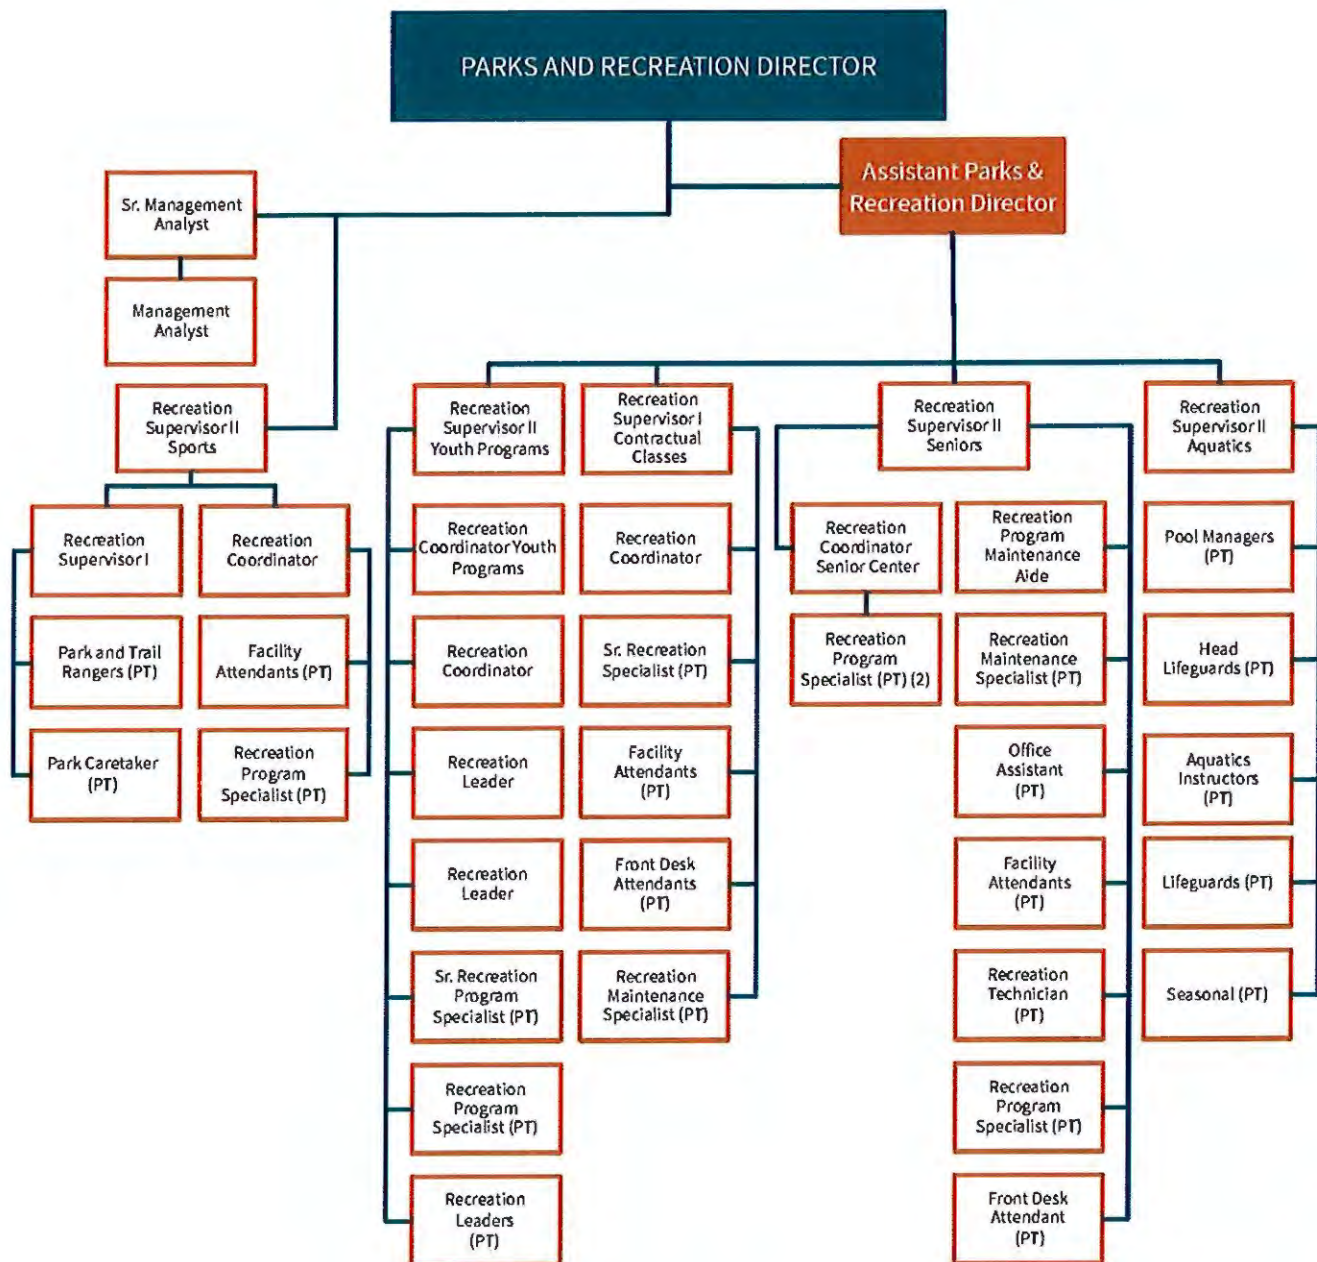 PARKS AND RECREATION DIRECTOR
Assistant Parks &
Recreation Director
Sr. Management
Analyst
Management
Analyst
Recreation
Supervisor II
Sports
Recreation
Supervisor I
Park and Trail
Rangers (PT)
Park Caretaker
(PT)
Recreation
Coordinator
Facility
Attendants (PT)
Recreation
Program
Specialist (PT)
Recreation
Supervisor II
Youth Programs
Recreation
Coordinator Youth
Programs
Recreation
Coordinator
Recreation
Leader
Recreation
Leader
Sr. Recreation
Program
Specialist (PT)
Recreation
Program
Specialist (PT)
Recreation
Leaders
(PT)
Recreation
Supervisor I
Contractual
Classes
Recreation
Coordinator
Sr. Recreation
Specialist (PT)
Facility
Attendants
(PT)
Front Desk
Attendants
(PT)
Recreation
Maintenance
Specialist (PT)
Recreation
Supervisor II
Seniors
Recreation
Coordinator
Senior Center
Recreation
Program
Specialist (PT) (2)
Recreation
Program
Maintenance
Aide
Recreation
Maintenance
Specialist (PT)
Office
Assistant
(PT)
Facility
Attendants
(PT)
Recreation
Technician
(PT)
Recreation
Program
Specialist (PT)
Front Desk
Attendant
(PT)
Recreation
Supervisor II
Aquatics
Pool Managers
(PT)
Head
Lifeguards (PT)
Aquatics
Instructors
(PT)
Lifeguards (PT)
Seasonal (PT)